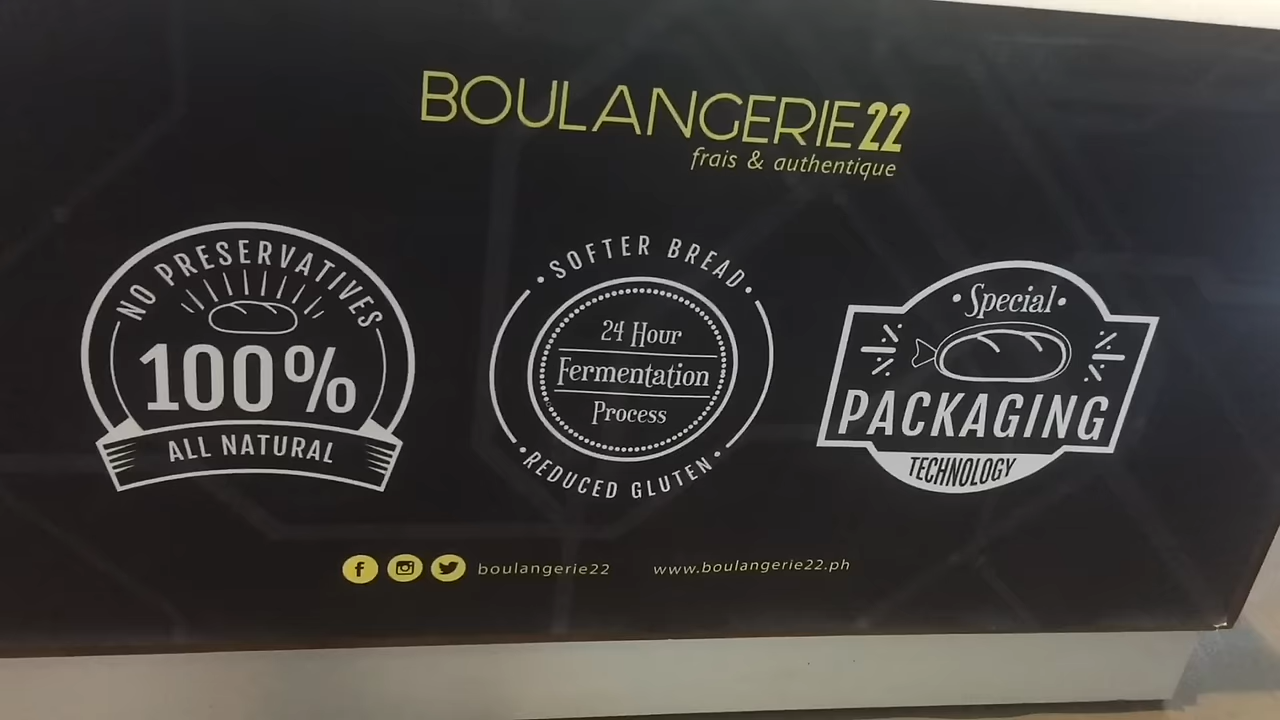 BOULANGERIE22
frais & authentique
NO PRESERVATIVES
100%
ALL NATURAL
• SOFTER BREAD •
24 Hour
Fermentation
Process
• REDUCED GLUTEN •
• Special •
PACKAGING
TECHNOLOGY
boulangerie22 www.boulangerie22.ph